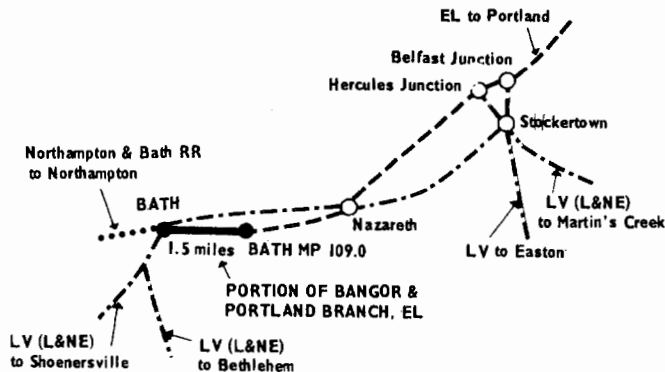 EL to Portland
Belfast Junction
Hercules Junction
Stockertown
Northampton & Bath RR
to Northampton
BATH
LV (L&NE)
to Martin's Creek
Nazareth
1.5 miles
BATH MP 109.0
LV to Easton
PORTION OF BANGOR &
PORTLAND BRANCH, EL
LV (L&NE)
to Shoenersville
LV (L&NE)
to Bethlehem